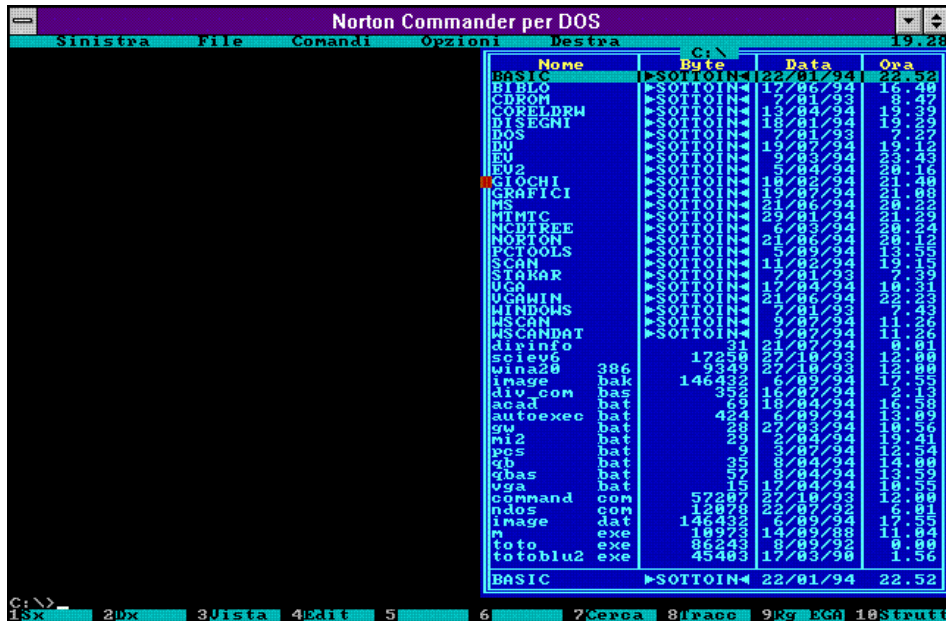 Norton Commander per DOS
Sinistra File Comandi Opzioni Destra 19.28
C:\
Nome Byte Data Ora
BASIC ►SOTTOIN◄ 22/01/94 22.52
BIBLO ►SOTTOIN◄ 17/06/94 16.40
CDROM ►SOTTOIN◄ 7/01/93 8.47
CORELDRW ►SOTTOIN◄ 13/04/94 19.39
DISEGNI ►SOTTOIN◄ 18/01/94 19.29
DOS ►SOTTOIN◄ 7/01/93 7.27
DV ►SOTTOIN◄ 19/07/94 19.12
EV ►SOTTOIN◄ 9/03/94 23.43
EV2 ►SOTTOIN◄ 5/04/94 20.16
GIOCHI ►SOTTOIN◄ 10/02/94 21.40
GRAFICI ►SOTTOIN◄ 19/07/94 21.08
MS ►SOTTOIN◄ 21/06/94 20.02
MTMTC ►SOTTOIN◄ 29/01/94 21.29
NCDTREE ►SOTTOIN◄ 6/03/94 20.24
NORTON ►SOTTOIN◄ 21/06/94 20.12
PCTOOLS ►SOTTOIN◄ 5/09/94 13.55
SCAN ►SOTTOIN◄ 11/02/94 19.15
STAKAR ►SOTTOIN◄ 7/01/93 7.39
VGA ►SOTTOIN◄ 17/04/94 10.31
VGAWIN ►SOTTOIN◄ 21/06/94 22.23
WINDOWS ►SOTTOIN◄ 7/01/93 7.43
WSCAN ►SOTTOIN◄ 9/07/94 11.26
WSCANDAT ►SOTTOIN◄ 9/07/94 11.26
dirinfo 31 21/07/94 0.01
sciev6 17250 27/10/93 12.00
wina20 386 9349 27/10/93 12.00
image bak 146432 6/09/94 17.55
div_com bas 352 16/07/94 2.13
acad bat 69 18/04/94 16.58
autoexec bat 424 6/09/94 13.09
gw bat 28 27/03/94 10.56
mi2 bat 29 2/04/94 19.41
pcs bat 9 3/07/94 12.54
qb bat 35 8/04/94 14.00
qbas bat 57 8/04/94 13.59
vga bat 15 17/04/94 10.55
command com 57207 27/10/93 12.00
ndos com 12078 22/07/92 6.01
image dat 146432 6/09/94 17.55
m exe 10973 14/09/88 11.04
toto exe 86243 8/09/92 0.00
totoblu2 exe 45403 17/03/90 1.56
BASIC ►SOTTOIN◄ 22/01/94 22.52
C:\>_
1Sx 2Dx 3Vista 4Edit 5 6 7Cerca 8Tracc 9Rg EGA 10Strutt